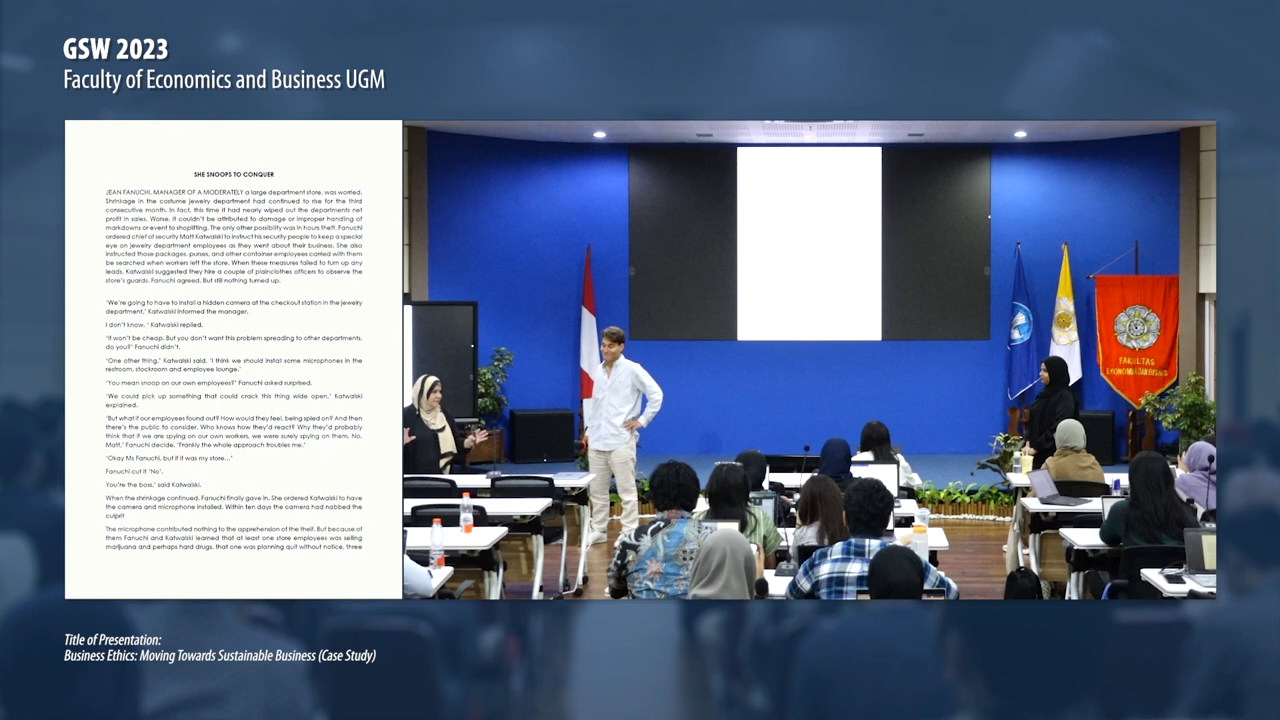 GSW 2023
Faculty of Economics and Business UGM
SHE SNOOPS TO CONQUER
JEAN FANUCHI, MANAGER OF A MODERATELY a large department store, was worried.
Shrinkage in the costume jewelry department had continued to rise for the third
consecutive month. In fact, this time it had nearly wiped out the departments net
profit in sales. Worse, it couldn't be attributed to damage or improper handling of
markdowns or event to shoplifting. The only other possibility was in hours theft. Fanuchi
ordered chief of security Matt Katwalski to instruct his security people to keep a special
eye on jewelry department employees as they went about their business. She also
instructed those packages, purses, and other container employees carried with them
be searched when workers left the store. When these measures failed to turn up any
leads, Katwalski suggested they hire a couple of plainclothes officers to observe the
store's guards. Fanuchi agreed. But still nothing turned up.
'We're going to have to install a hidden camera at the checkout station in the jewelry
department,' Katwalski informed the manager.
I don't know, ' Katwalski replied.
'It won't be cheap. But you don't want this problem spreading to other departments,
do you?' Fanuchi didn't.
'One other thing,' Katwalski said. 'I think we should install some microphones in the
restroom, stockroom and employee lounge.'
'You mean snoop on our own employees?' Fanuchi asked surprised.
'We could pick up something that could crack this thing wide open,' Katwalski
explained.
'But what if our employees found out? How would they feel, being spied on? And then
there's the public to consider. Who knows how they'd react? Why they'd probably
think that if we are spying on our own workers, we were surely spying on them. No,
Matt,' Fanuchi decide. 'Frankly the whole approach troubles me.'
'Okay Ms Fanuchi, but if it was my store...'
Fanuchi cut it 'No'.
You're the boss,' said Katwalski.
When the shrinkage continued, Fanuchi finally gave in. She ordered Katwalski to have
the camera and microphone installed. Within ten days the camera had nabbed the
culprit
The microphone contributed nothing to the apprehension of the theif. But because of
them Fanuchi and Katwalski learned that at least one store employees was selling
marijuana and perhaps hard drugs, that one was planning quit without notice, three
FAKULTAS
EKONOMIKA DAN BISNIS
Title of Presentation:
Business Ethics: Moving Towards Sustainable Business (Case Study)